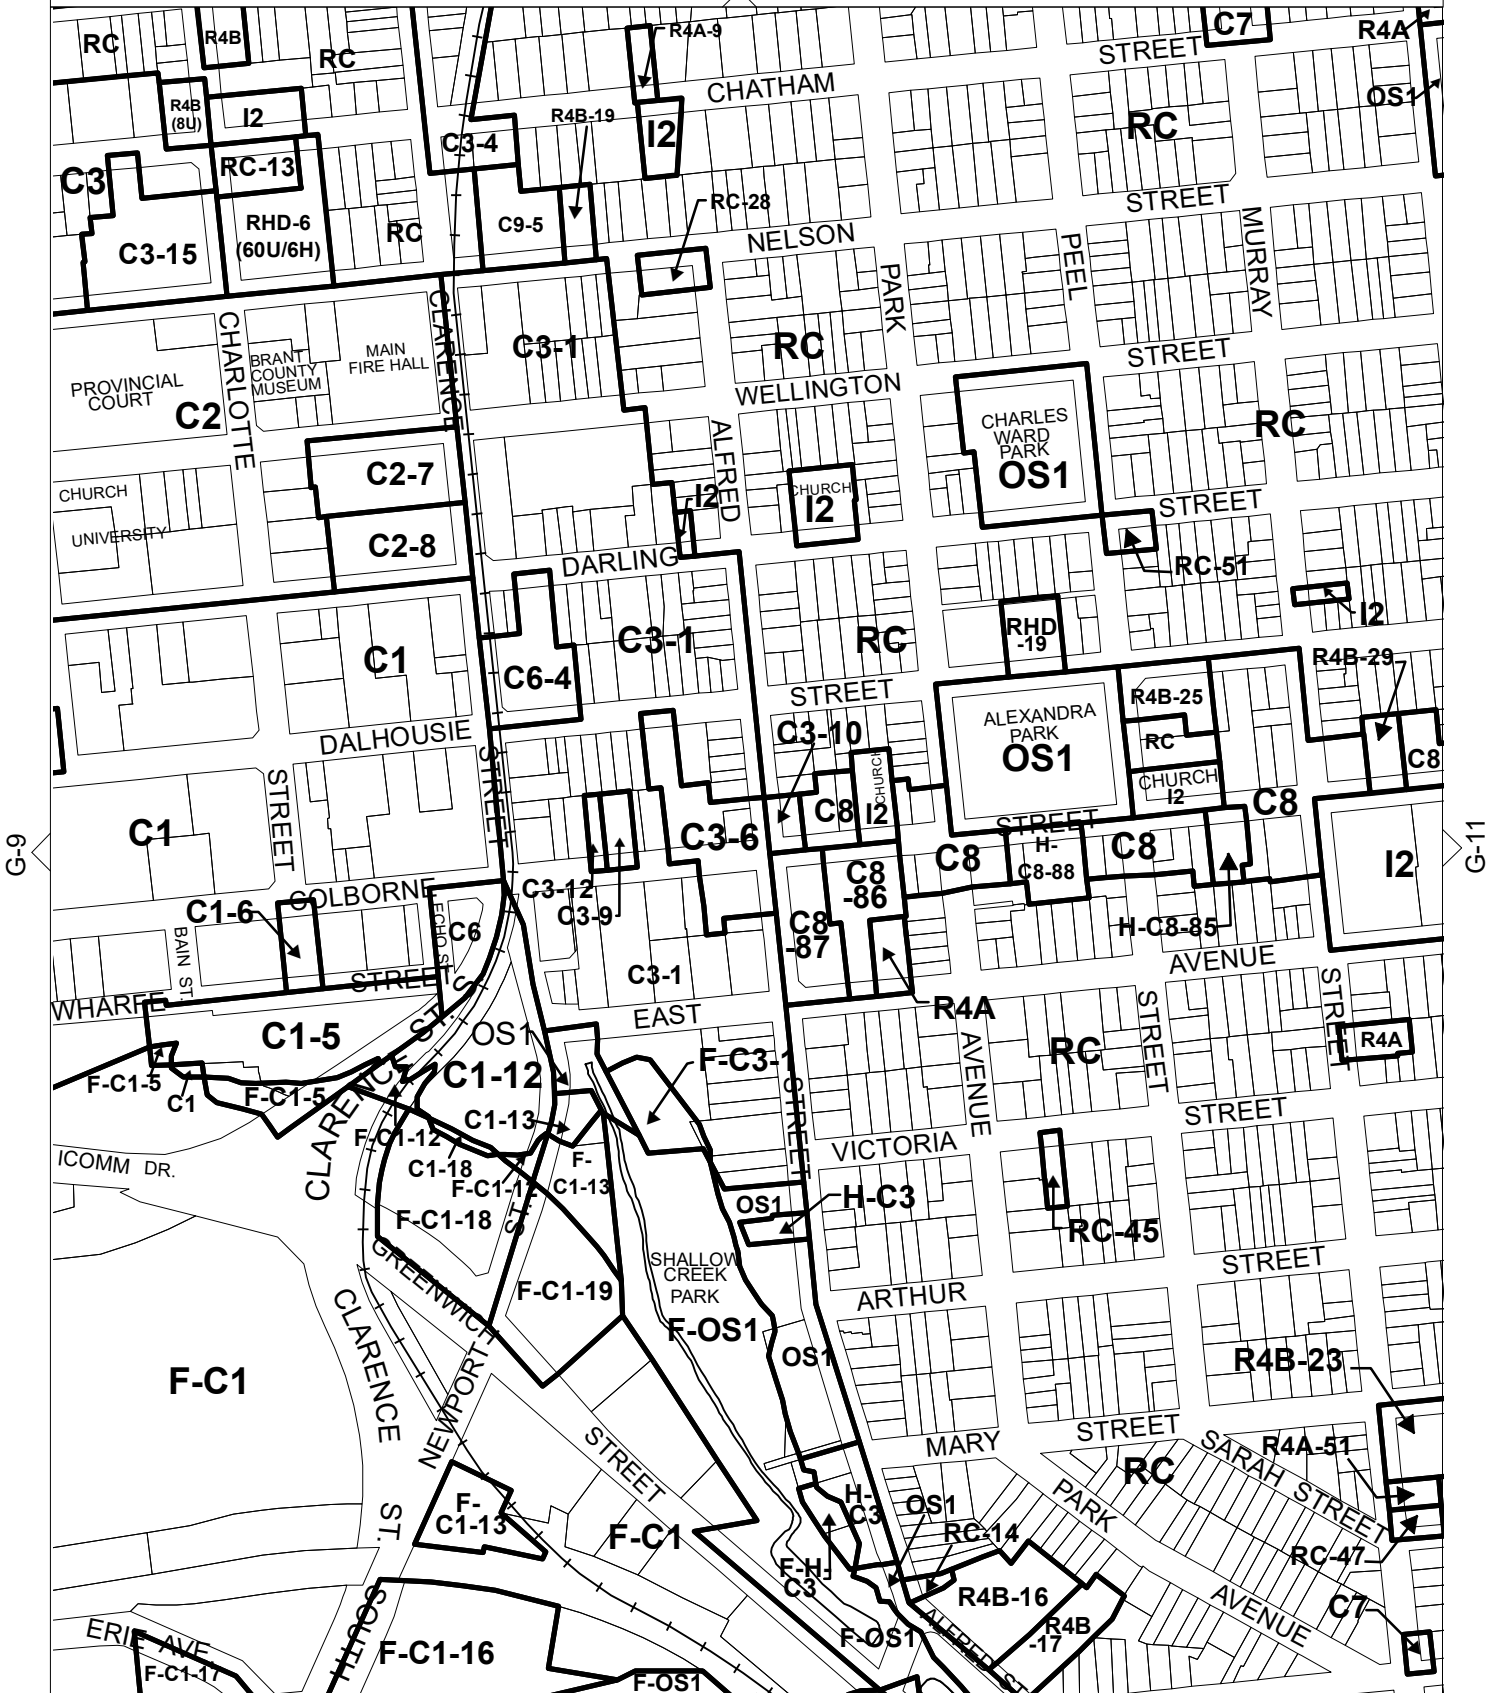 RC
R4B
RC
R4A-9
C7
R4A
STREET
CHATHAM
OS1
R4B
(8U)
I2
R4B-19
I2
RC
C3-4
RC-13
C3
RHD-6
(60U/6H)
RC
C3-15
C9-5
RC-28
NELSON
STREET
MURRAY
PEEL
PARK
CLARENCE
CHARLOTTE
BRANT
COUNTY
MUSEUM
MAIN
FIRE HALL
C3-1
RC
STREET
PROVINCIAL
COURT
C2
WELLINGTON
CHARLES
WARD
PARK
OS1
RC
ALFRED
C2-7
CHURCH
I2
CHURCH
I2
STREET
UNIVERSITY
C2-8
DARLING
RC-51
I2
C1
C3-1
RC
RHD
-19
R4B-29
C6-4
STREET
R4B-25
ALEXANDRA
PARK
OS1
DALHOUSIE
C3-10
RC
C8
STREET
STREET
CHURCH
I2
C8
C8
CHURCH
I2
C1
C3-6
STREET
C8
H-
C8-88
C8
I2
G-9
G-11
C8
-86
COLBORNE
C3-12
C3-9
C1-6
ECHO ST.
C6
C8
-87
H-C8-85
BAIN ST.
STREET
C3-1
AVENUE
WHARFE
R4A
EAST
STREET
STREET
C1-5
OS1
AVENUE
RC
R4A
F-C3-1
C1-12
F-C1-5
C1
F-C1-5
CLARENCE ST.
C1-13
STREET
STREET
F-C1-12
C1-18
VICTORIA
ICOMM DR.
F-C1-12
F-
C1-13
OS1
H-C3
F-C1-18
ST.
RC-45
GREENWICH
SHALLOW
CREEK
PARK
STREET
F-C1-19
ARTHUR
F-OS1
CLARENCE
OS1
F-C1
NEWPORT
R4B-23
STREET
STREET
MARY
R4A-51
RC
SARAH STREET
PARK
F-
C1-13
H-
C3
OS1
ST.
F-C1
RC-14
RC-47
F-H-
C3
R4B-16
C7
AVENUE
SOUTH
R4B
-17
ERIE AVE.
F-OS1
ALFRED ST.
F-C1-16
F-C1-17
F-OS1